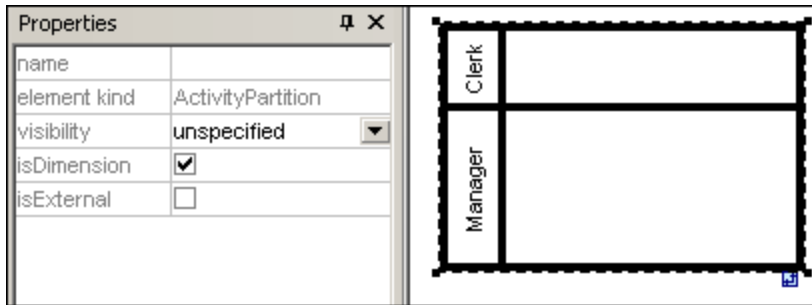 Properties
name
element kind ActivityPartition
visibility unspecified
isDimension
isExternal
Clerk
Manager